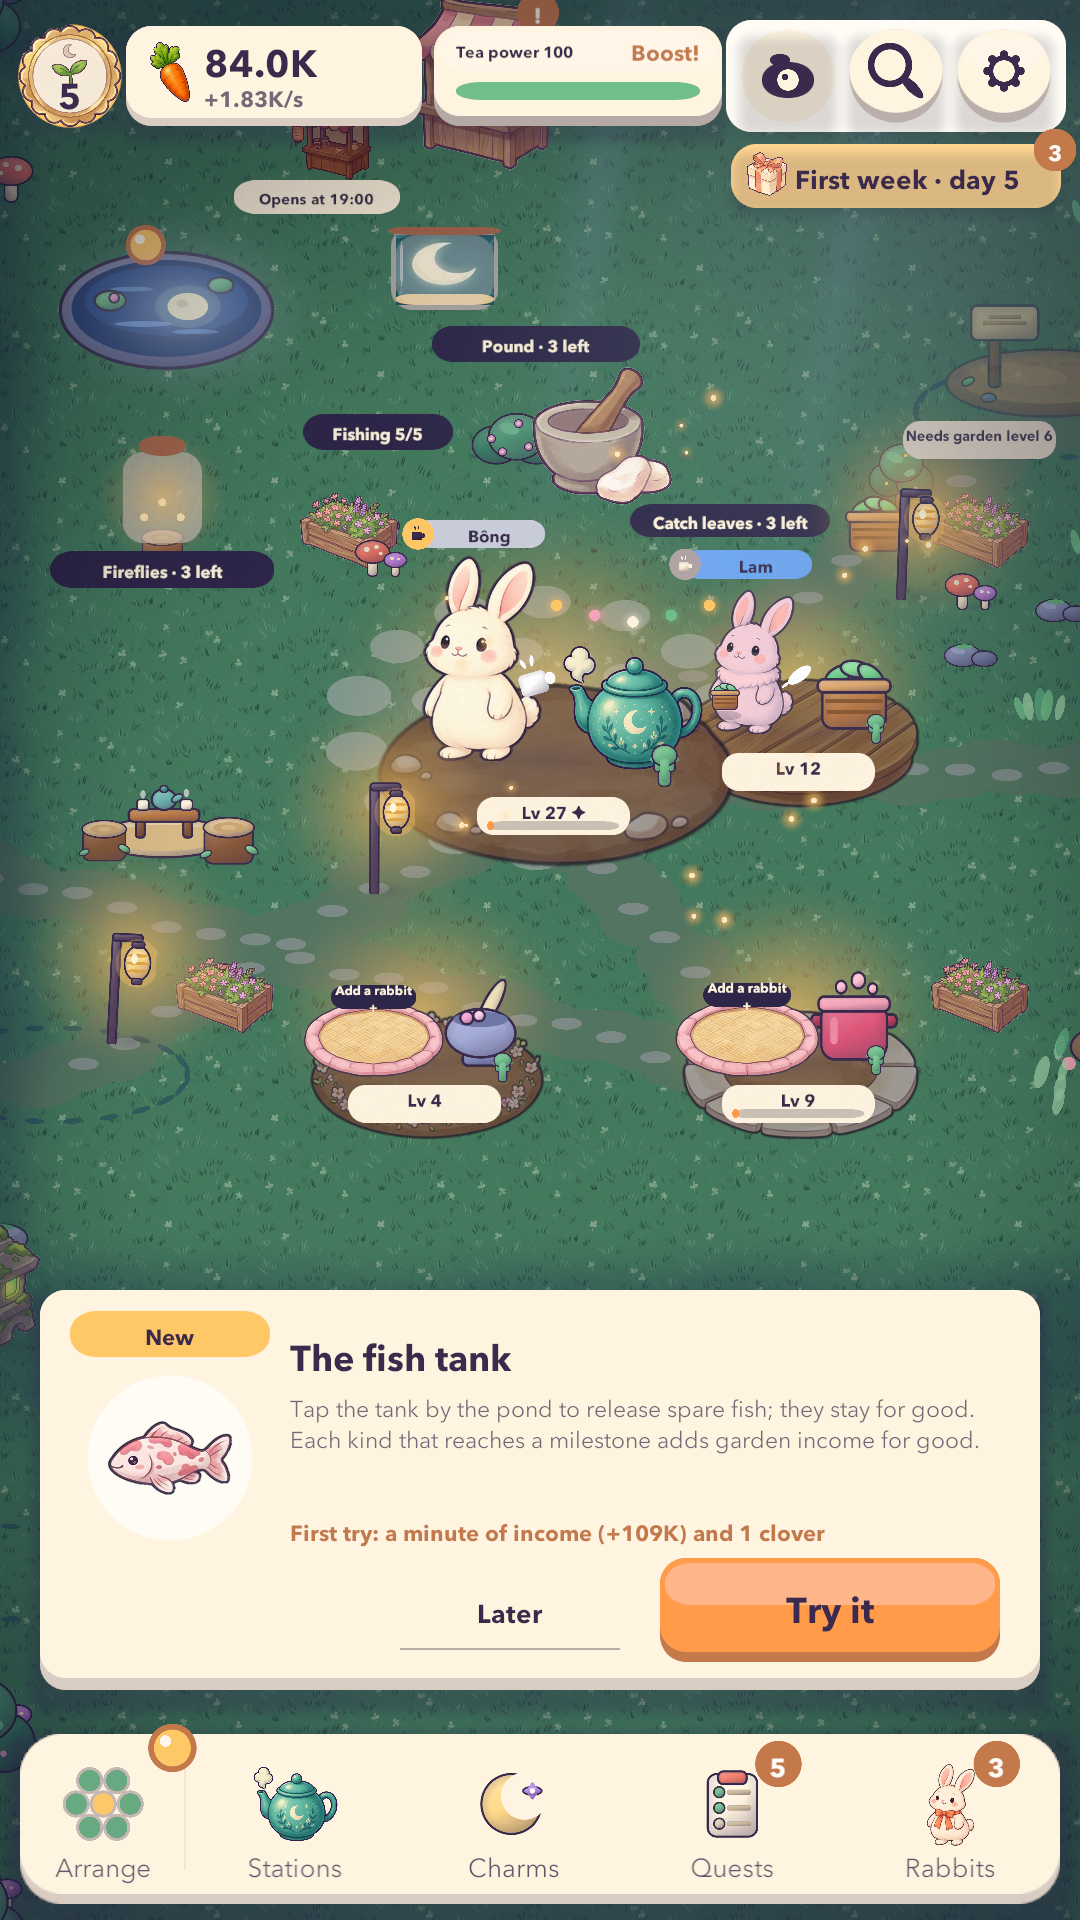 5
84.0K
+1.83K/s
Tea power 100
Boost!
!
3
First week · day 5
Opens at 19:00
Pound · 3 left
Fishing 5/5
Needs garden level 6
Catch leaves · 3 left
Bông
Lam
Fireflies · 3 left
Lv 12
Lv 27 ✦
Add a rabbit
+
Add a rabbit
+
Lv 4
Lv 9
New
The fish tank
Tap the tank by the pond to release spare fish; they stay for good.
Each kind that reaches a milestone adds garden income for good.
First try: a minute of income (+109K) and 1 clover
Later
Try it
5
3
Arrange
Stations
Charms
Quests
Rabbits